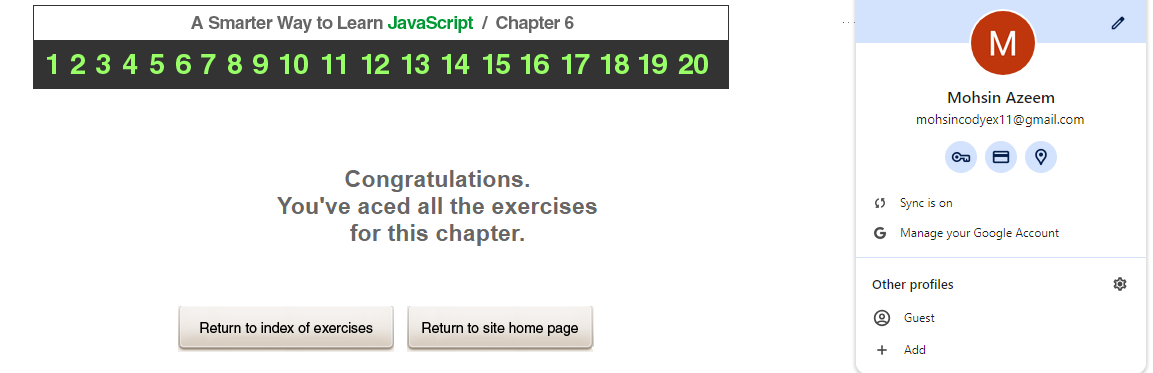 A Smarter Way to Learn JavaScript / Chapter 6
1 2 3 4 5 6 7 8 9 10 11 12 13 14 15 16 17 18 19 20
Congratulations.
You've aced all the exercises
for this chapter.
Return to index of exercises
Return to site home page
M
Mohsin Azeem
mohsincodyex11@gmail.com
Sync is on
G Manage your Google Account
Other profiles
Guest
Add